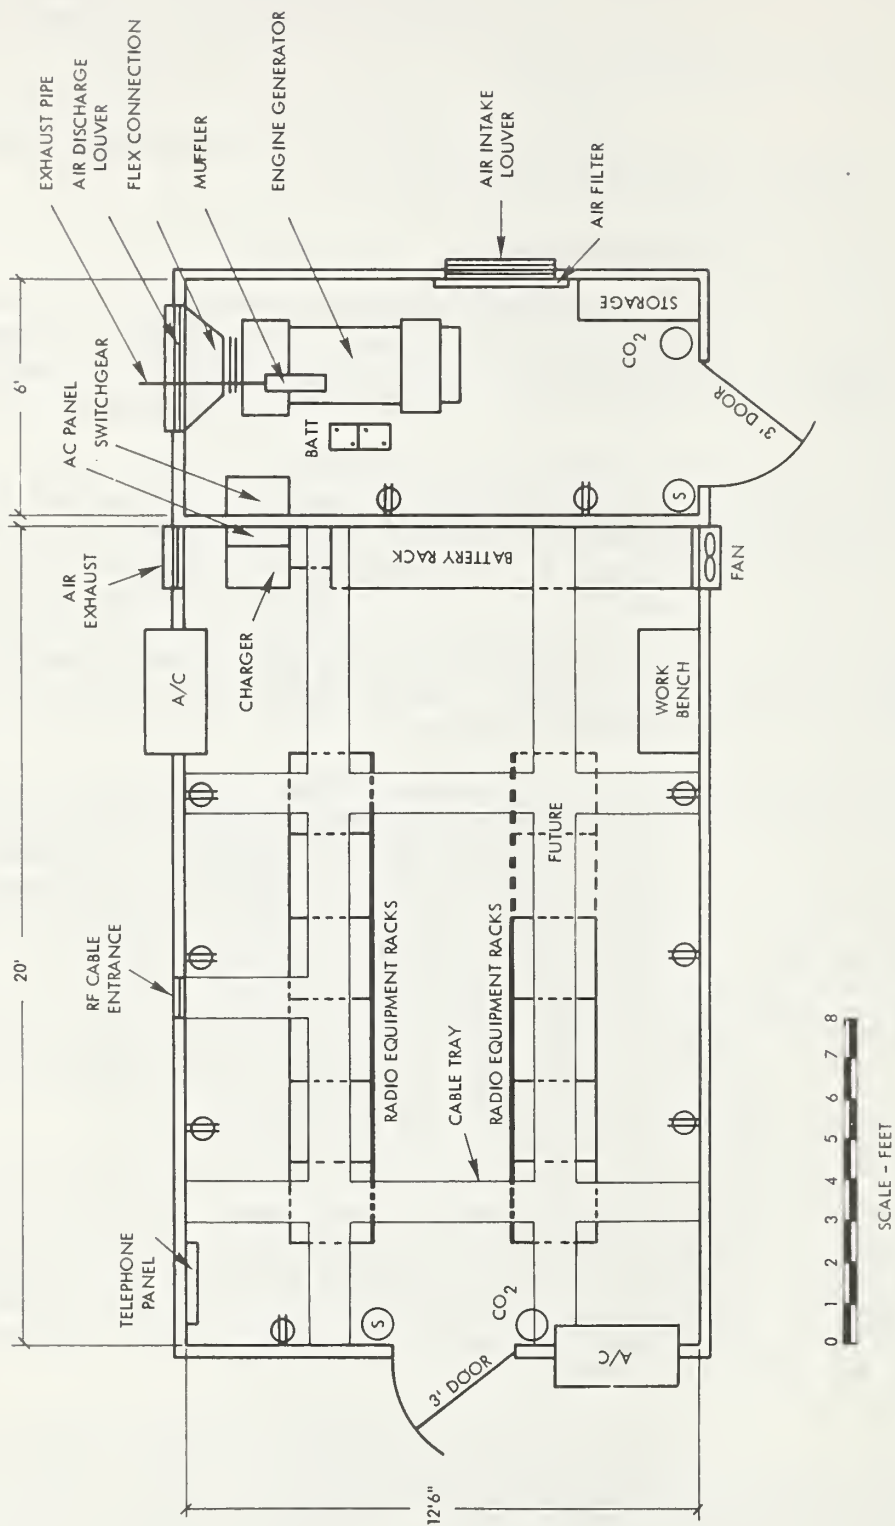 EXHAUST PIPE
AIR DISCHARGE
LOUVER
FLEX CONNECTION
MUFFLER
ENGINE GENERATOR
AIR INTAKE
LOUVER
AIR FILTER
6'
AC PANEL
SWITCHGEAR
BATT
STORAGE
CO2
3' DOOR
S
AIR
EXHAUST
CHARGER
BATTERY RACK
FAN
A/C
WORK
BENCH
20'
RF CABLE
ENTRANCE
RADIO EQUIPMENT RACKS
RADIO EQUIPMENT RACKS
FUTURE
CABLE TRAY
TELEPHONE
PANEL
S
CO2
A/C
3' DOOR
12'6"
0 1 2 3 4 5 6 7 8
SCALE - FEET